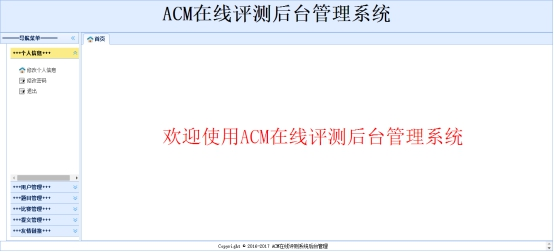 ACM在线评测后台管理系统
导航菜单
首页
***个人信息***
修改个人信息
修改密码
退出
欢迎使用ACM在线评测后台管理系统
***用户管理***
***题目管理***
***比赛管理***
***提交管理***
***友情链接***
Copyright © 2016-2017 ACM在线评测系统后台管理